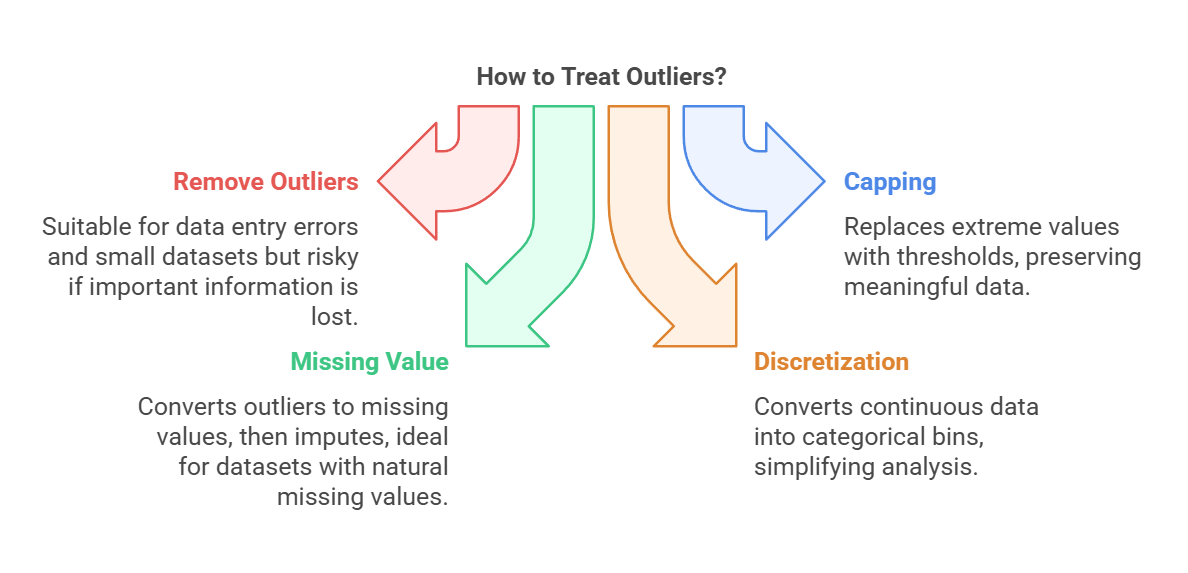 How to Treat Outliers?
Remove Outliers
Suitable for data entry errors
and small datasets but risky
if important information is
lost.
Capping
Replaces extreme values
with thresholds, preserving
meaningful data.
Missing Value
Converts outliers to missing
values, then imputes, ideal
for datasets with natural
missing values.
Discretization
Converts continuous data
into categorical bins,
simplifying analysis.